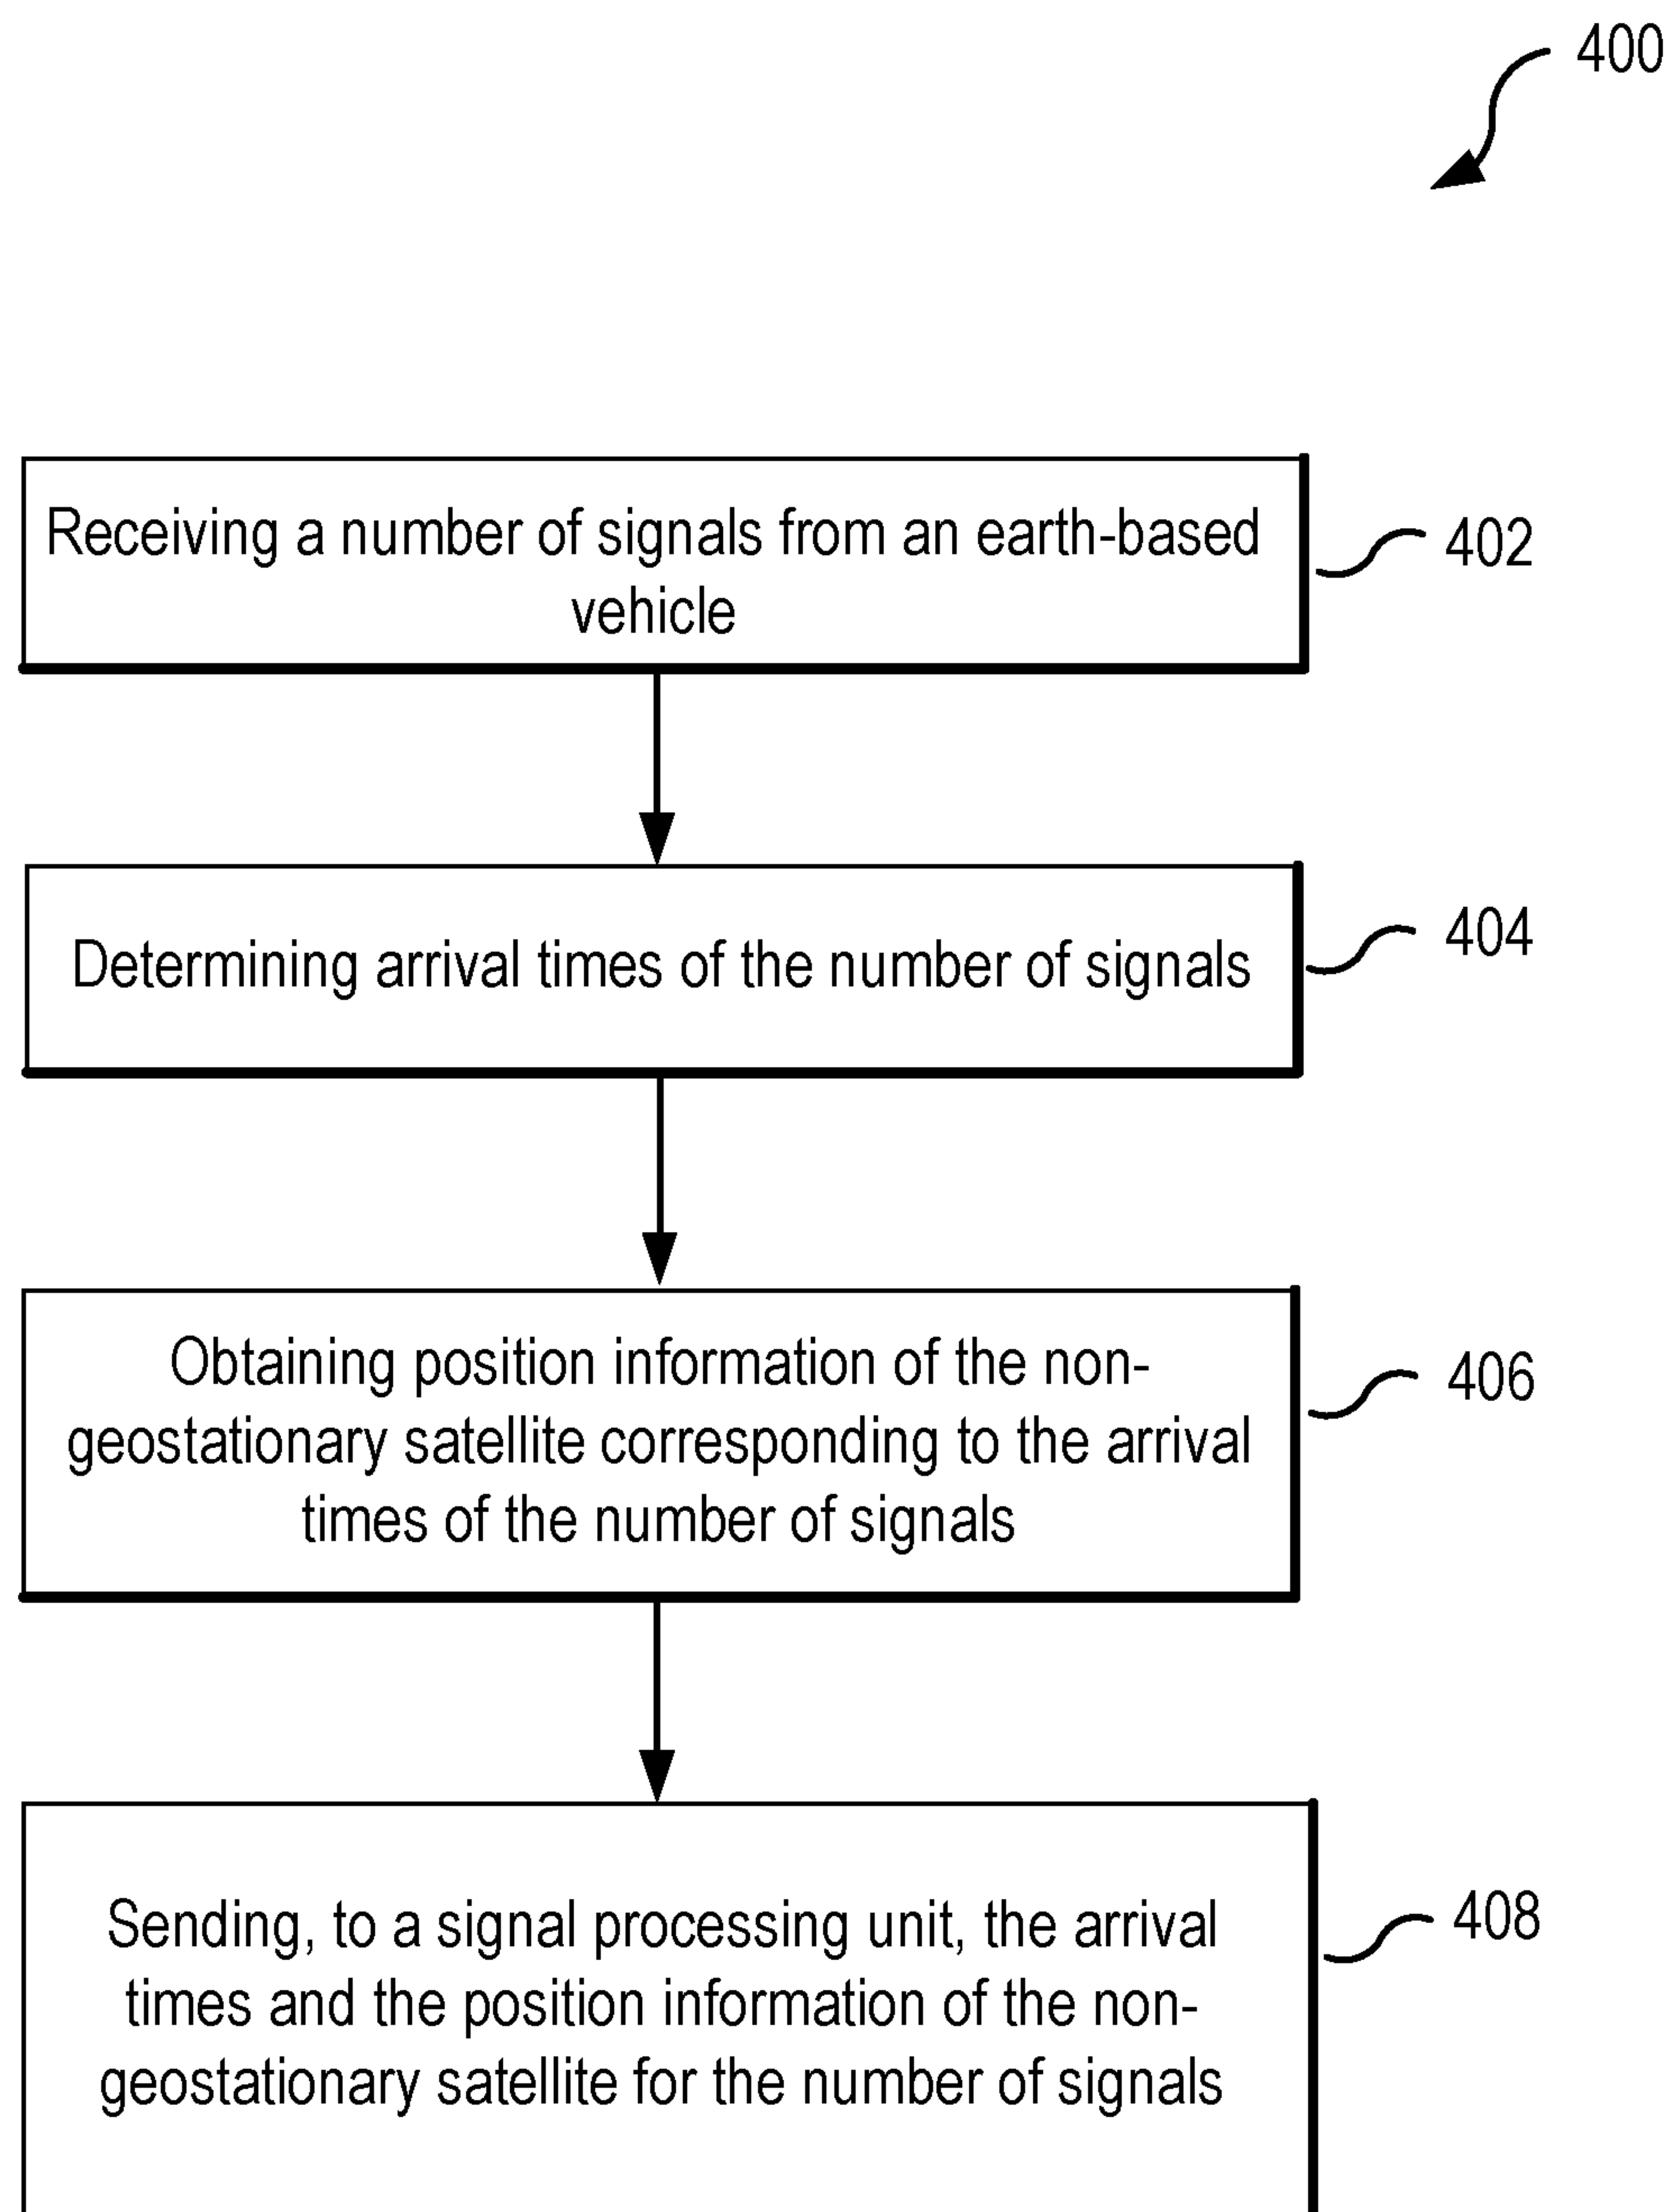 400
Receiving a number of signals from an earth-based
vehicle
402
Determining arrival times of the number of signals
404
Obtaining position information of the non-
geostationary satellite corresponding to the arrival
times of the number of signals
406
Sending, to a signal processing unit, the arrival
times and the position information of the non-
geostationary satellite for the number of signals
408